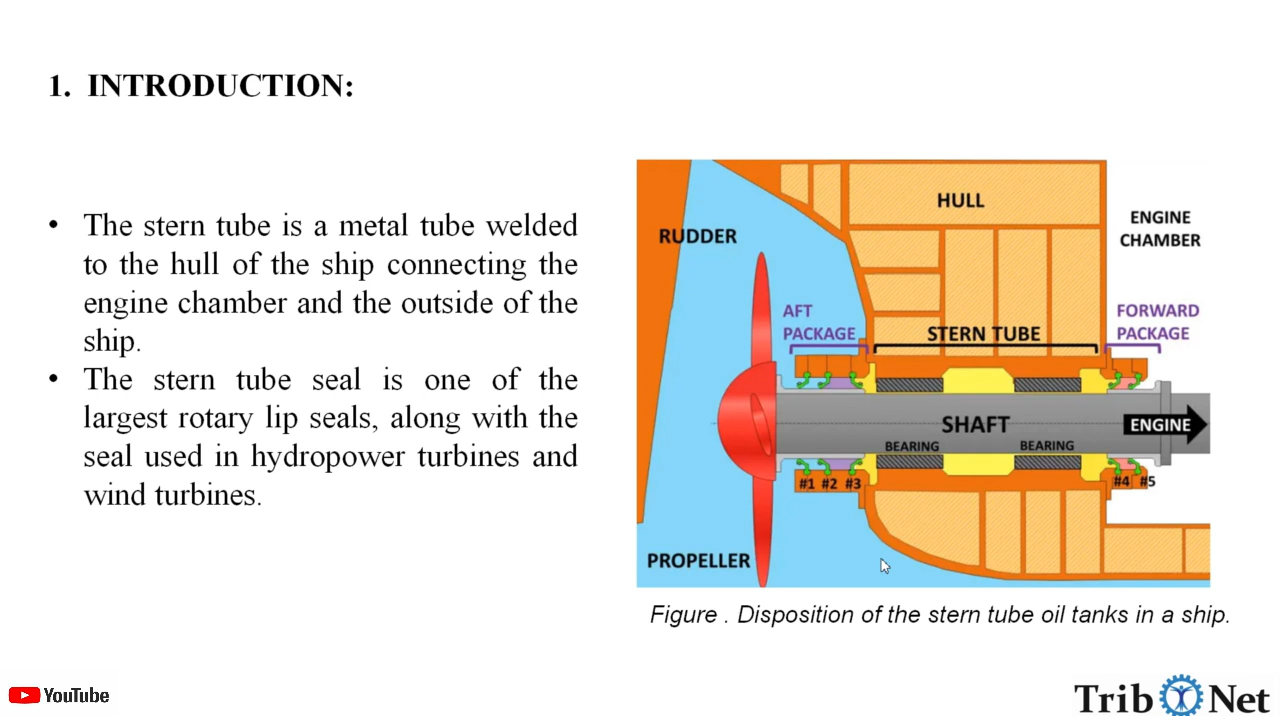 1. INTRODUCTION:
• The stern tube is a metal tube welded
to the hull of the ship connecting the
engine chamber and the outside of the
ship.
• The stern tube seal is one of the
largest rotary lip seals, along with the
seal used in hydropower turbines and
wind turbines.
HULL
ENGINE
CHAMBER
RUDDER
AFT
PACKAGE
STERN TUBE
FORWARD
PACKAGE
SHAFT
ENGINE
BEARING
BEARING
#1 #2 #3
#4 #5
PROPELLER
Figure . Disposition of the stern tube oil tanks in a ship.
YouTube
Trib Net